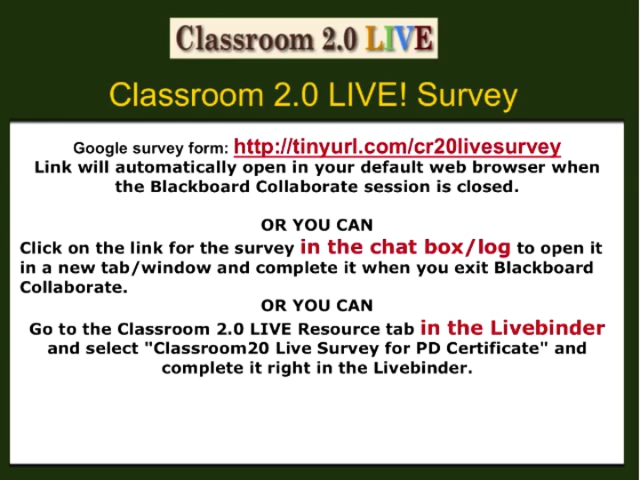 Classroom 2.0 LIVE
Classroom 2.0 LIVE! Survey
Google survey form: http://tinyurl.com/cr20livesurvey
Link will automatically open in your default web browser when
the Blackboard Collaborate session is closed.
OR YOU CAN
Click on the link for the survey in the chat box/log to open it
in a new tab/window and complete it when you exit Blackboard
Collaborate.
OR YOU CAN
Go to the Classroom 2.0 LIVE Resource tab in the Livebinder
and select "Classroom20 Live Survey for PD Certificate" and
complete it right in the Livebinder.